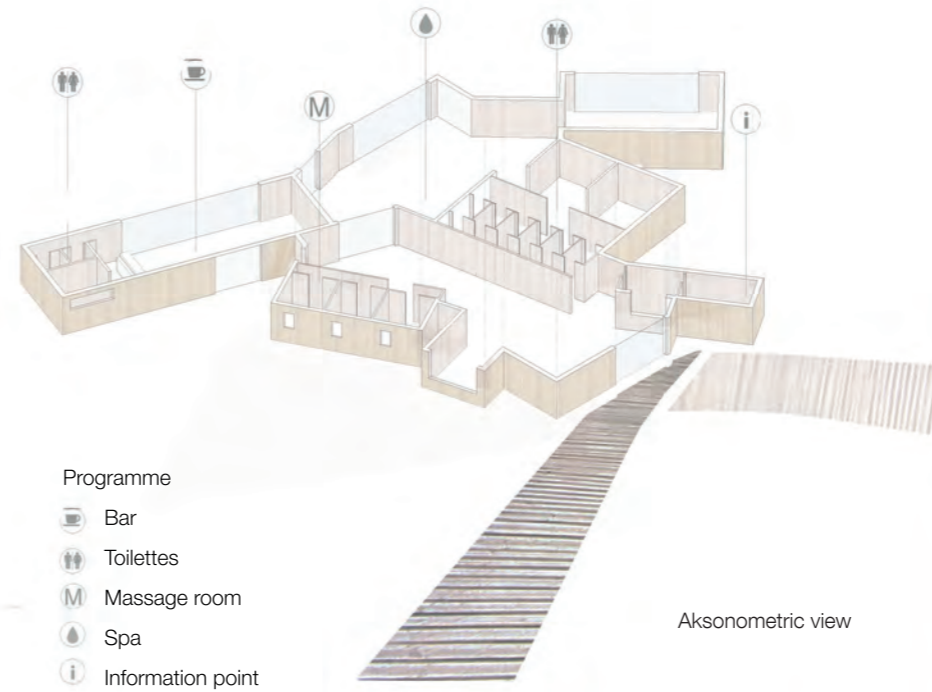 M
i
Programme
Bar
Toilettes
M Massage room
Spa
i Information point
Aksonometric view